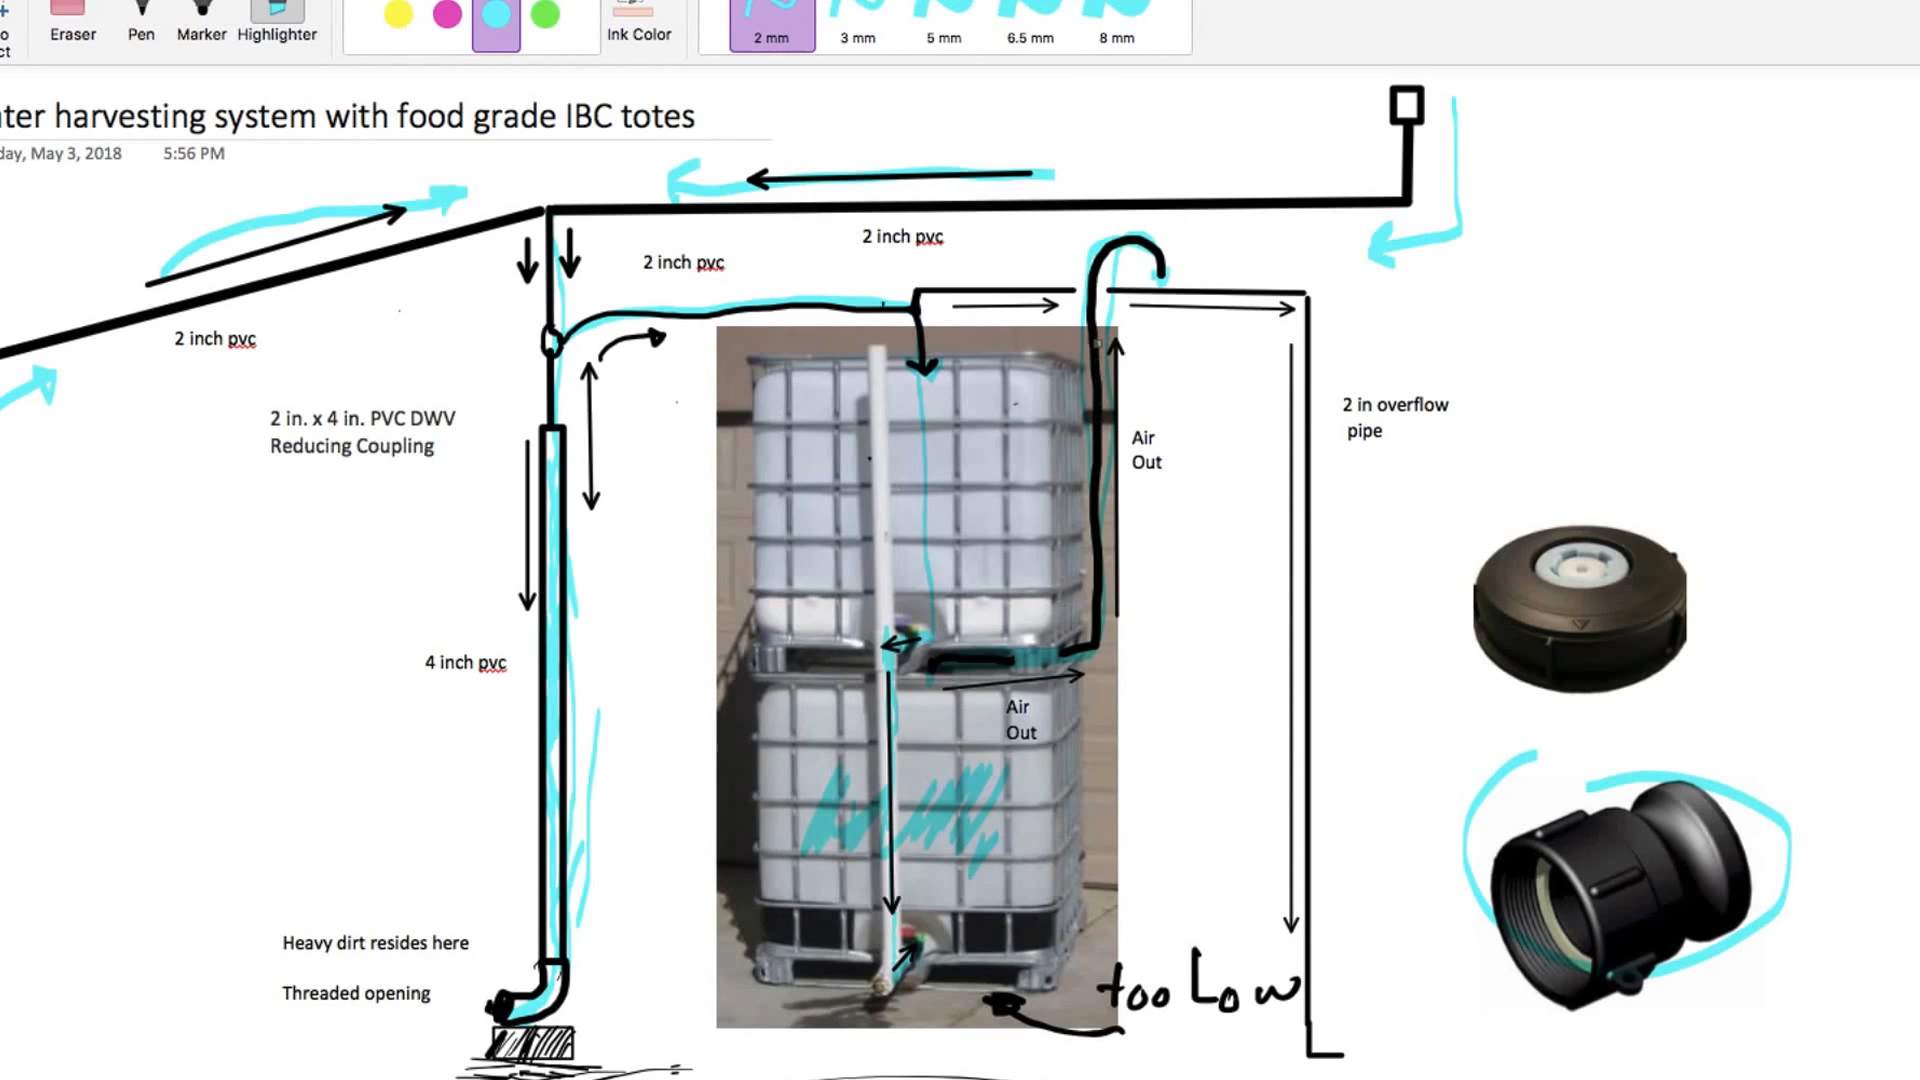 Eraser
Pen
Marker
Highlighter
Ink Color
2 mm
3 mm
5 mm
6.5 mm
8 mm
harvesting system with food grade IBC totes
May 3, 2018
5:56 PM
2 inch pvc
2 inch pvc
2 inch pvc
2 in. x 4 in. PVC DWV
Reducing Coupling
2 in overflow
pipe
Air
Out
4 inch pvc
Air
Out
Heavy dirt resides here
Threaded opening
too Low